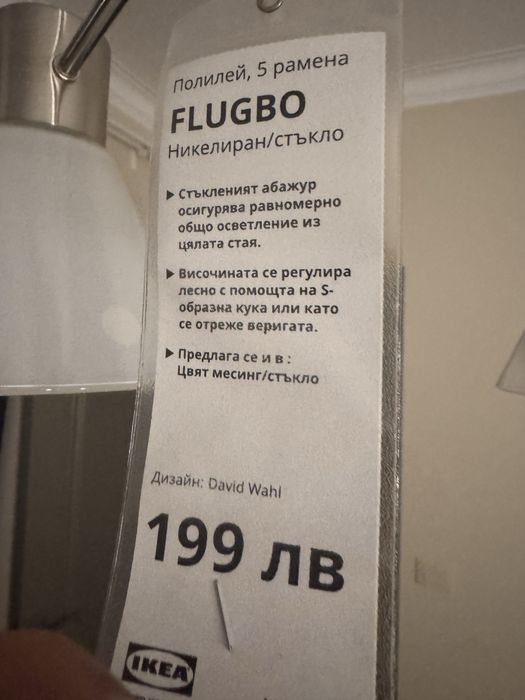 Полилей, 5 рамена
FLUGBO
Никелиран/стъкло
▶ Стъкленият абажур
осигурява равномерно
общо осветление из
цялата стая.
▶ Височината се регулира
лесно с помощта на S-
образна кука или като
се отреже веригата.
▶ Предлага се и в :
Цвят месинг/стъкло
Дизайн: David Wahl
199 лв
IKEA